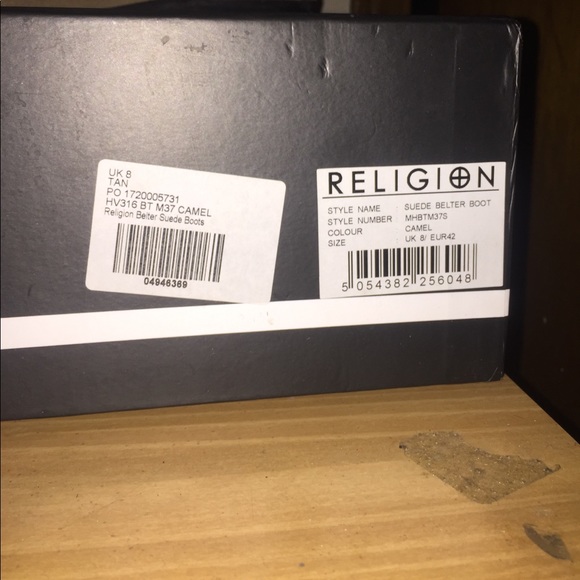 UK 8
TAN
PO 1720005731
HV316 BT M37 CAMEL
Religion Belter Suede Boots
04946369
RELIGION
STYLE NAME : SUEDE BELTER BOOT
STYLE NUMBER : MHBTM37S
COLOUR : CAMEL
SIZE : UK 8/ EUR42
5 054382 256048